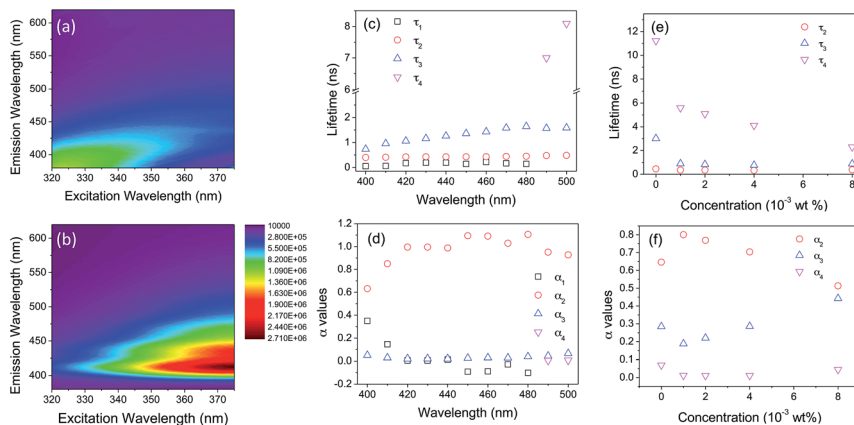 (a)
600
550
500
450
400
320 330 340 350 360 370
Emission Wavelength (nm)
Excitation Wavelength (nm)
(b)
600
550
500
450
400
320 330 340 350 360 370
Emission Wavelength (nm)
Excitation Wavelength (nm)
10000
2.800E+05
5.500E+05
8.200E+05
1.090E+06
1.360E+06
1.630E+06
1.900E+06
2.170E+06
2.440E+06
2.710E+06
(c)
τ1
τ2
τ3
τ4
8
7
6
2
1
0
400 420 440 460 480 500
Lifetime (ns)
Wavelength (nm)
(d)
α1
α2
α3
α4
1.2
1.0
0.8
0.6
0.4
0.2
0.0
-0.2
400 420 440 460 480 500
α values
Wavelength (nm)
(e)
τ2
τ3
τ4
12
10
8
6
4
2
0
0 2 4 6 8
Lifetime (ns)
Concentration (10-3 wt %)
(f)
α2
α3
α4
0.8
0.7
0.6
0.5
0.4
0.3
0.2
0.1
0.0
0 2 4 6 8
α values
Concentration (10-3 wt%)